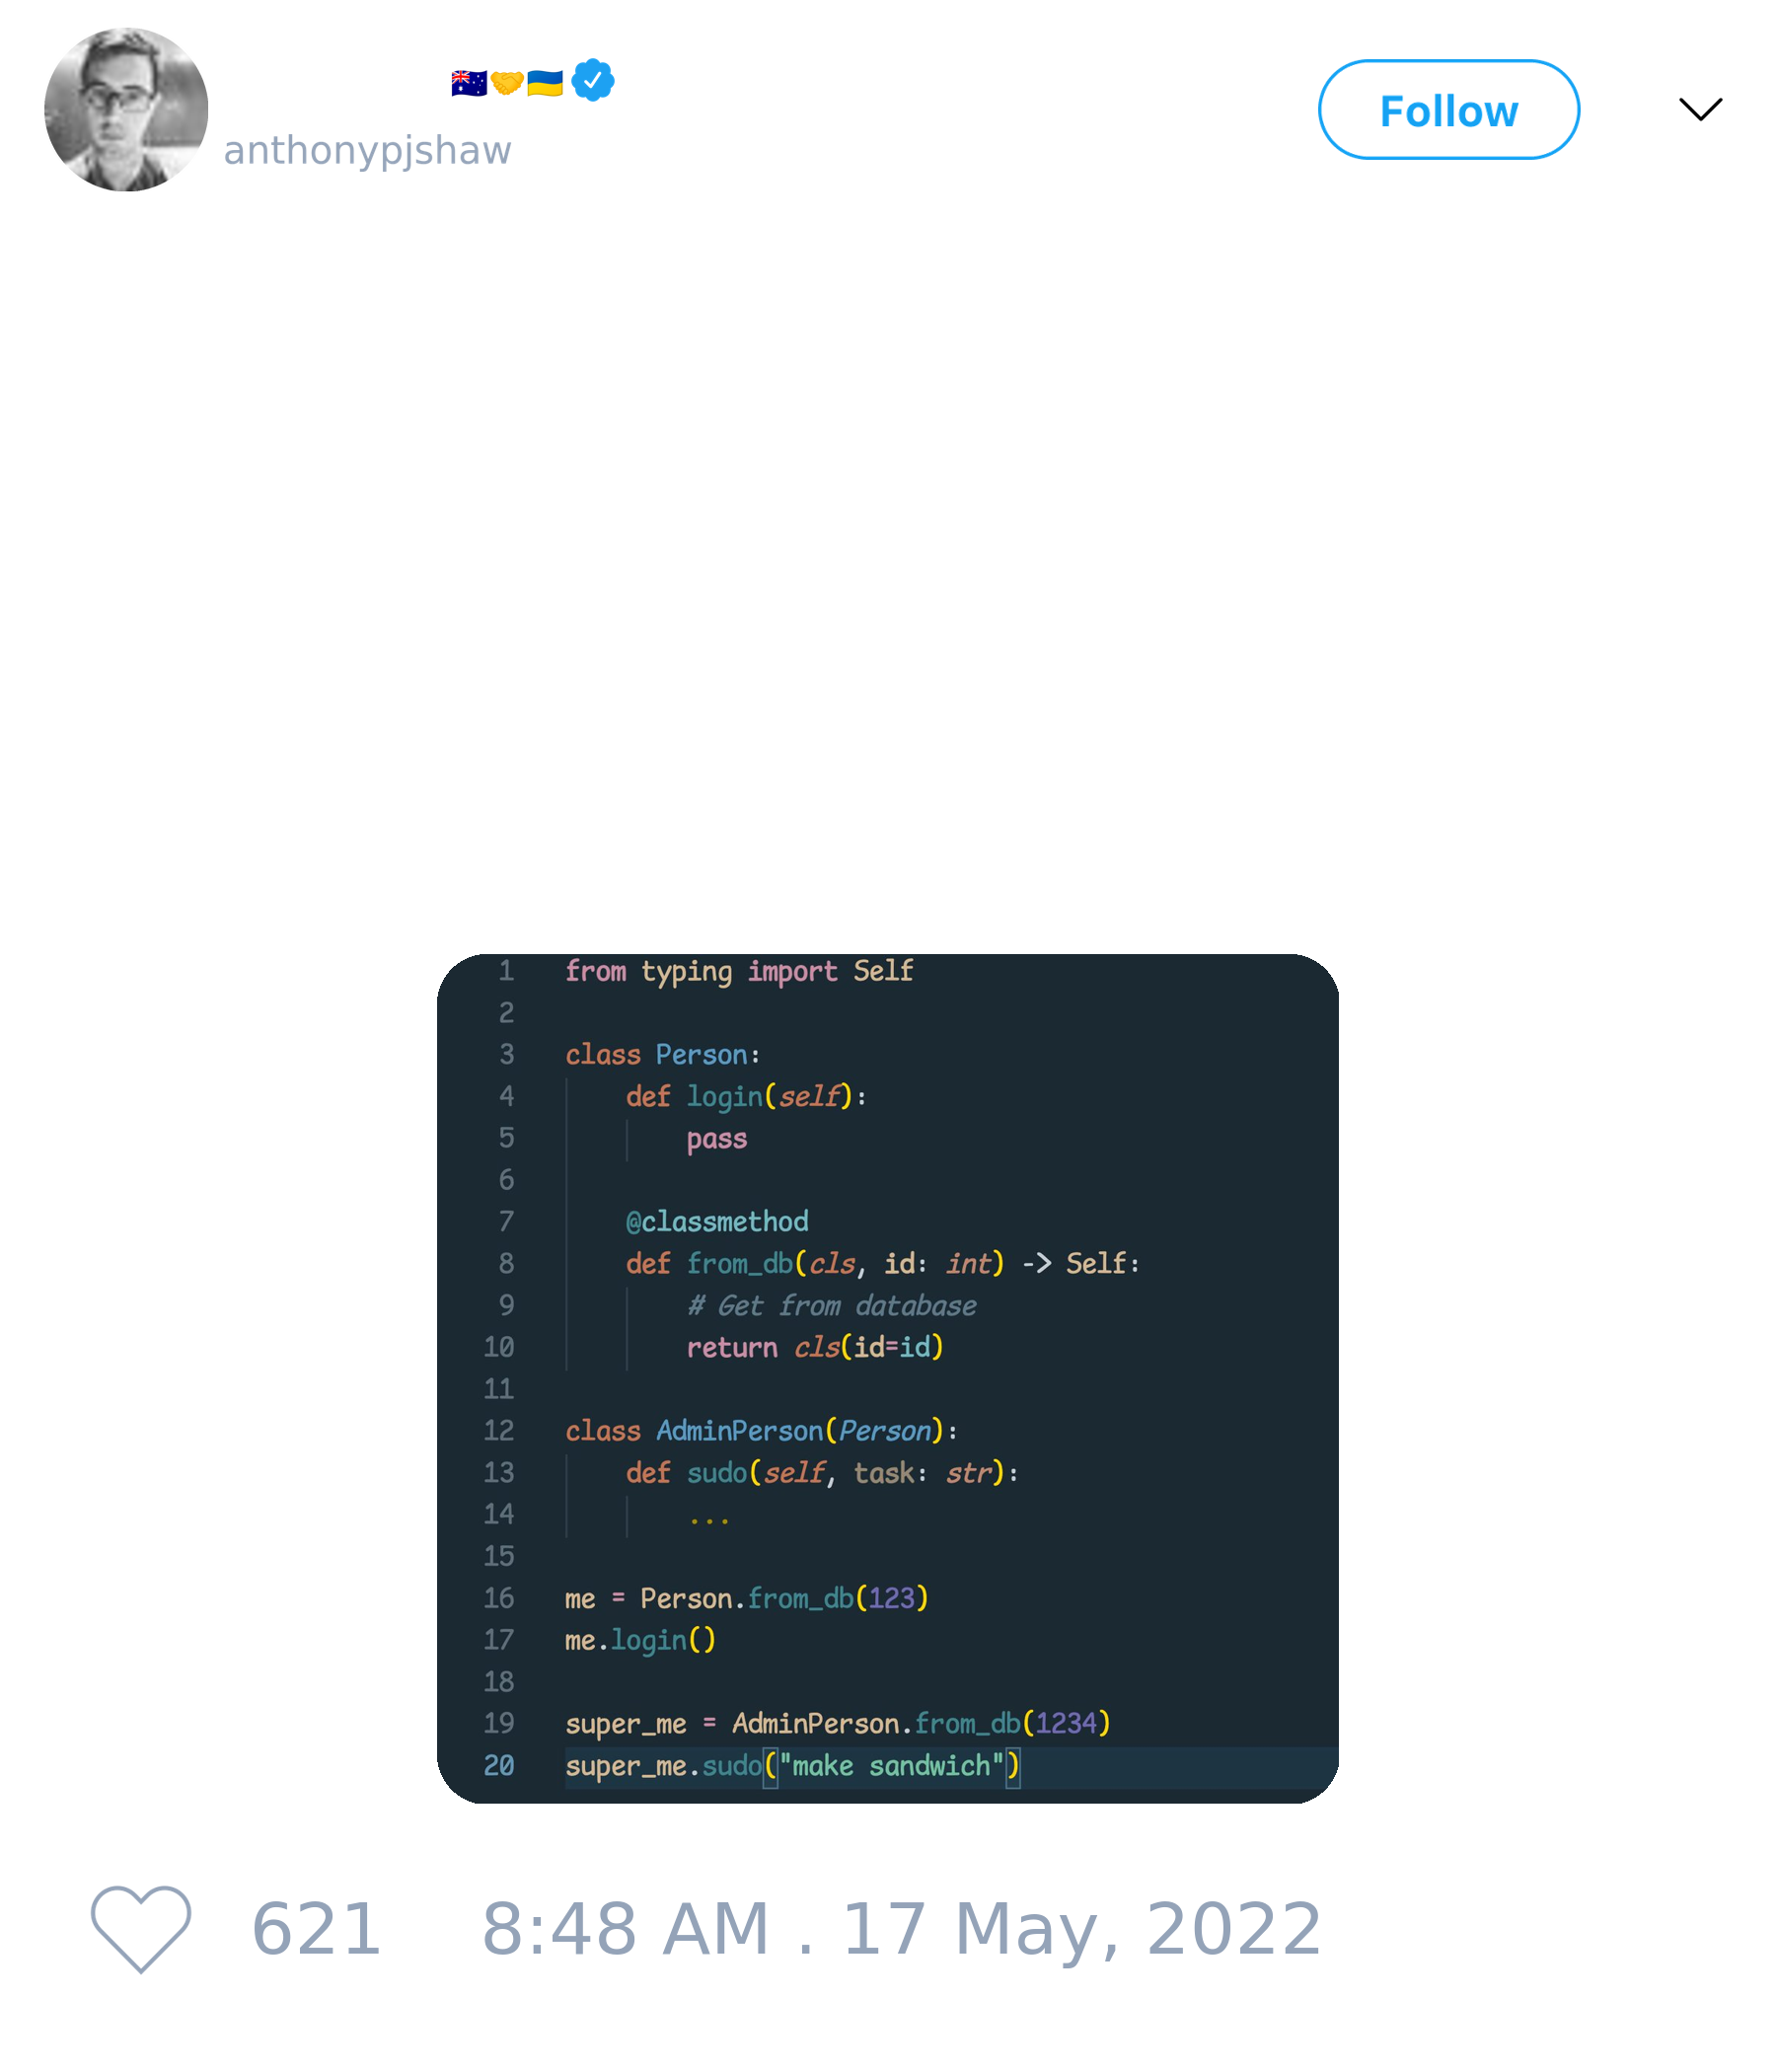 🇦🇺🤝🇺🇦
anthonypjshaw
Follow
1 from typing import Self
2
3 class Person:
4     def login(self):
5         pass
6
7     @classmethod
8     def from_db(cls, id: int) -> Self:
9         # Get from database
10         return cls(id=id)
11
12 class AdminPerson(Person):
13     def sudo(self, task: str):
14         ...
15
16 me = Person.from_db(123)
17 me.login()
18
19 super_me = AdminPerson.from_db(1234)
20 super_me.sudo("make sandwich")
621 8:48 AM . 17 May, 2022